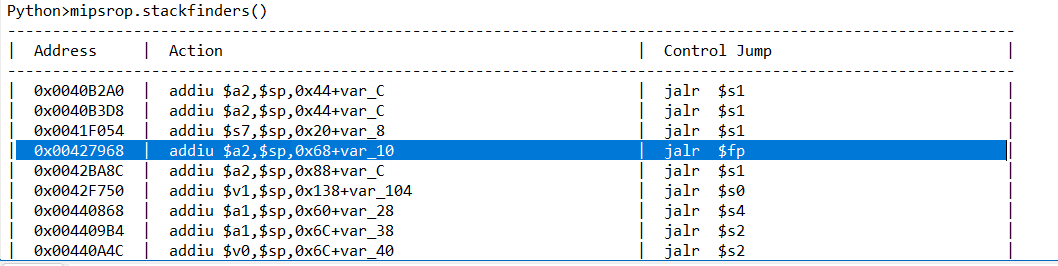 Python>mipsrop.stackfinders()
----------------------------------------------------------------------------------------------------------------
|  Address     |  Action                                              |  Control Jump                          |
----------------------------------------------------------------------------------------------------------------
|  0x0040B2A0  |  addiu $a2,$sp,0x44+var_C                            |  jalr  $s1                             |
|  0x0040B3D8  |  addiu $a2,$sp,0x44+var_C                            |  jalr  $s1                             |
|  0x0041F054  |  addiu $s7,$sp,0x20+var_8                            |  jalr  $s1                             |
|  0x00427968  |  addiu $a2,$sp,0x68+var_10                           |  jalr  $fp                             |
|  0x0042BA8C  |  addiu $a2,$sp,0x88+var_C                            |  jalr  $s1                             |
|  0x0042F750  |  addiu $v1,$sp,0x138+var_104                         |  jalr  $s0                             |
|  0x00440868  |  addiu $a1,$sp,0x60+var_28                           |  jalr  $s4                             |
|  0x004409B4  |  addiu $a1,$sp,0x6C+var_38                           |  jalr  $s2                             |
|  0x00440A4C  |  addiu $v0,$sp,0x6C+var_40                           |  jalr  $s2                             |